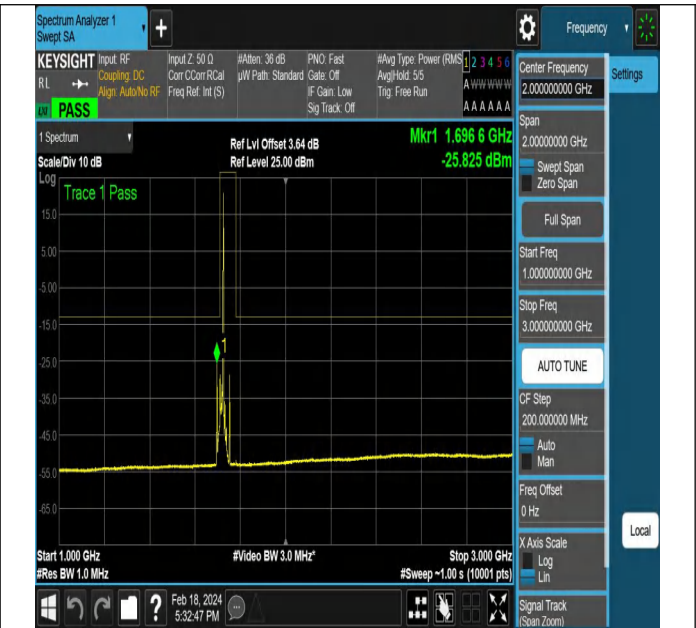 Spectrum Analyzer 1
Swept SA
Frequency
KEYSIGHT
RL
PASS
Input: RF
Coupling: DC
Align: Auto/No RF
Input Z: 50 Ω
Corr CCorr RCal
Freq Ref: Int (S)
#Atten: 36 dB
µW Path: Standard
PNO: Fast
Gate: Off
IF Gain: Low
Sig Track: Off
#Avg Type: Power (RMS
Avg|Hold: 5/5
Trig: Free Run
1 2 3 4 5 6
A W W W W W
A A A A A A
1 Spectrum
Scale/Div 10 dB
Ref Lvl Offset 3.64 dB
Ref Level 25.00 dBm
Mkr1 1.696 6 GHz
-25.825 dBm
Log
Trace 1 Pass
15.0
5.00
-5.00
-15.0
1
-25.0
-35.0
-45.0
-55.0
-65.0
Start 1.000 GHz
#Res BW 1.0 MHz
#Video BW 3.0 MHz*
Stop 3.000 GHz
#Sweep ~1.00 s (10001 pts)
Center Frequency
2.000000000 GHz
Settings
Span
2.00000000 GHz
Swept Span
Zero Span
Full Span
Start Freq
1.000000000 GHz
Stop Freq
3.000000000 GHz
AUTO TUNE
CF Step
200.000000 MHz
Auto
Man
Freq Offset
0 Hz
Local
X Axis Scale
Log
Lin
Signal Track
(Span Zoom)
?
Feb 18, 2024
5:32:47 PM